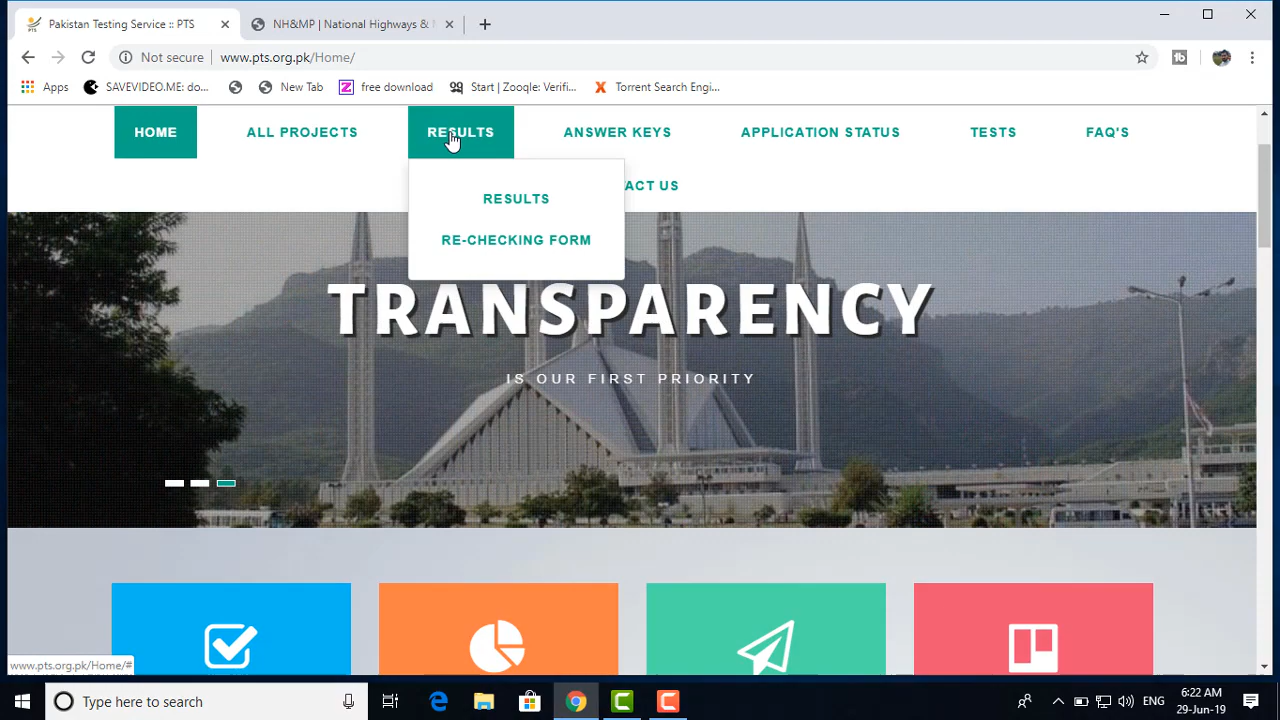 Pakistan Testing Service :: PTS
NH&MP | National Highways &
Not secure www.pts.org.pk/Home/
Apps SAVEVIDEO.ME: do... New Tab free download Start | Zooqle: Verifi... Torrent Search Engi...
HOME ALL PROJECTS RESULTS ANSWER KEYS APPLICATION STATUS TESTS FAQ'S
ACT US
RESULTS
RE-CHECKING FORM
TRANSPARENCY
IS OUR FIRST PRIORITY
www.pts.org.pk/Home/#
Type here to search
ENG
6:22 AM
29-Jun-19